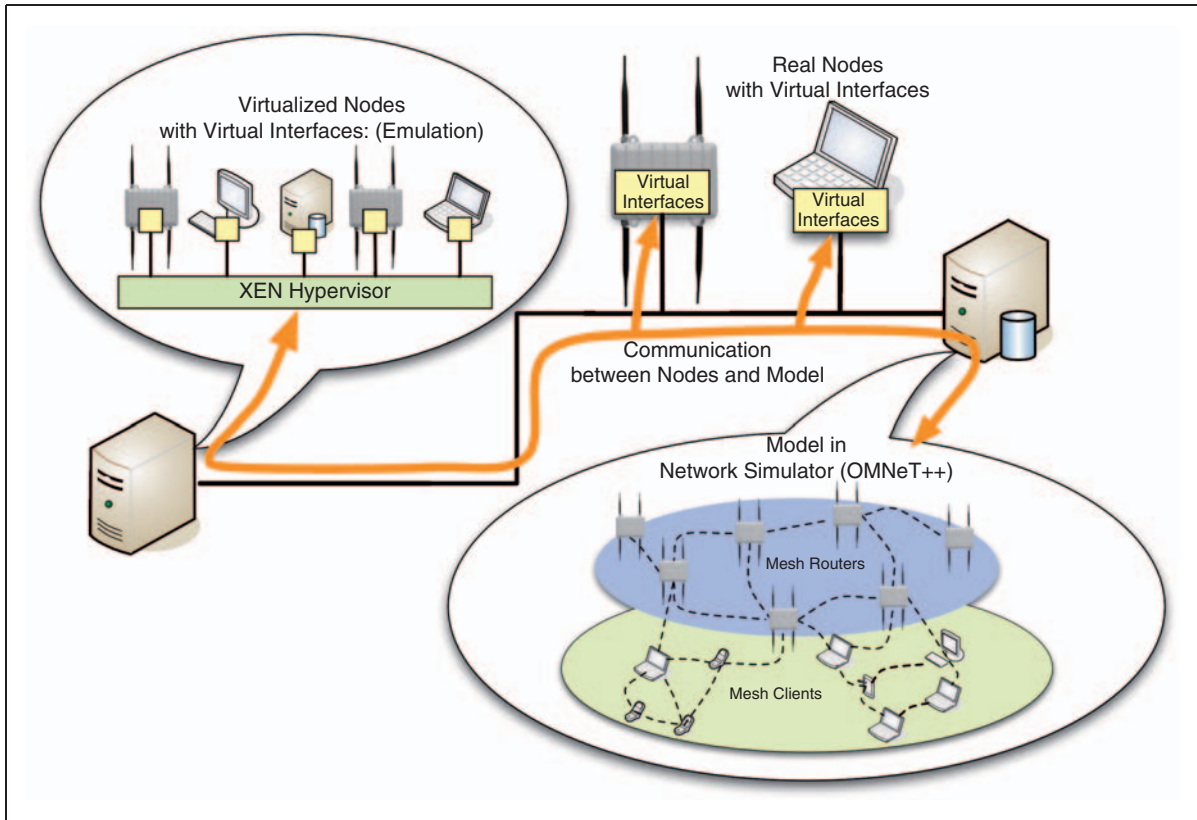 Virtualized Nodes
with Virtual Interfaces: (Emulation)
XEN Hypervisor
Real Nodes
with Virtual Interfaces
Virtual
Interfaces
Virtual
Interfaces
Communication
between Nodes and Model
Model in
Network Simulator (OMNeT++)
Mesh Routers
Mesh Clients